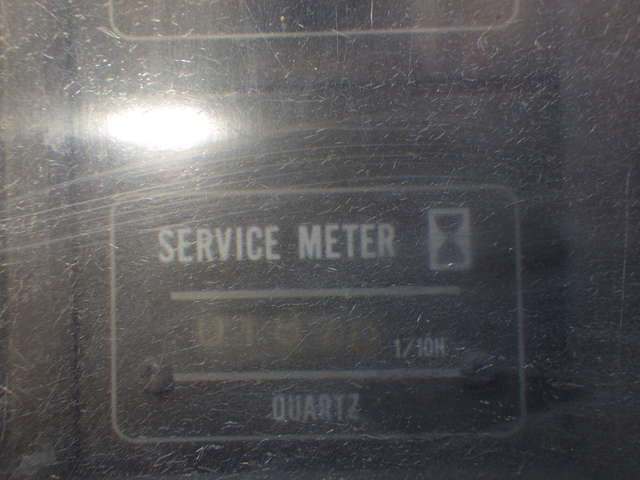 SERVICE METER
1/10H
QUARTZ